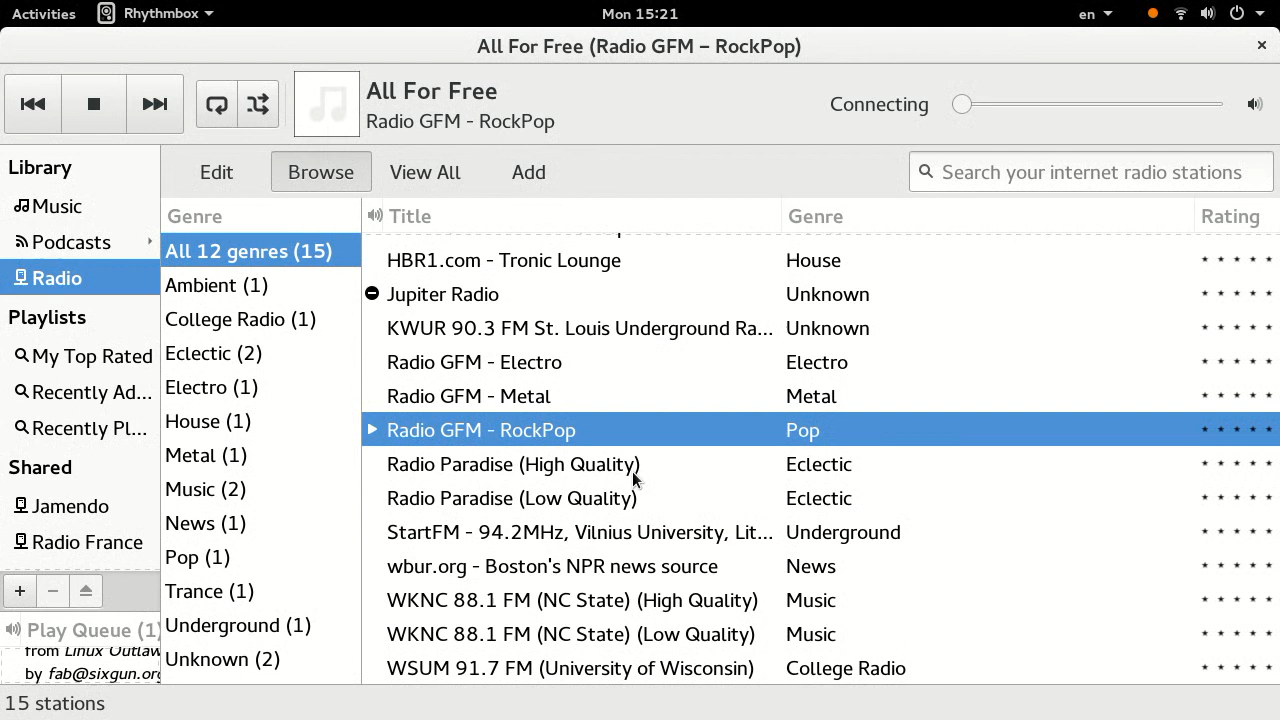 Activities Rhythmbox Mon 15:21 en
All For Free (Radio GFM – RockPop) ×
All For Free Connecting
Radio GFM - RockPop
Edit Browse View All Add Search your internet radio stations
Library
Music
Podcasts
Radio
Playlists
My Top Rated
Recently Ad...
Recently Pl...
Shared
Jamendo
Radio France
+ −
Play Queue (1)
from Linux Outlaw
by fab@sixgun.org
Genre
All 12 genres (15)
Ambient (1)
College Radio (1)
Eclectic (2)
Electro (1)
House (1)
Metal (1)
Music (2)
News (1)
Pop (1)
Trance (1)
Underground (1)
Unknown (2)
Title Genre Rating
HBR1.com - Tronic Lounge House
Jupiter Radio Unknown
KWUR 90.3 FM St. Louis Underground Ra... Unknown
Radio GFM - Electro Electro
Radio GFM - Metal Metal
Radio GFM - RockPop Pop
Radio Paradise (High Quality) Eclectic
Radio Paradise (Low Quality) Eclectic
StartFM - 94.2MHz, Vilnius University, Lit... Underground
wbur.org - Boston's NPR news source News
WKNC 88.1 FM (NC State) (High Quality) Music
WKNC 88.1 FM (NC State) (Low Quality) Music
WSUM 91.7 FM (University of Wisconsin) College Radio
15 stations